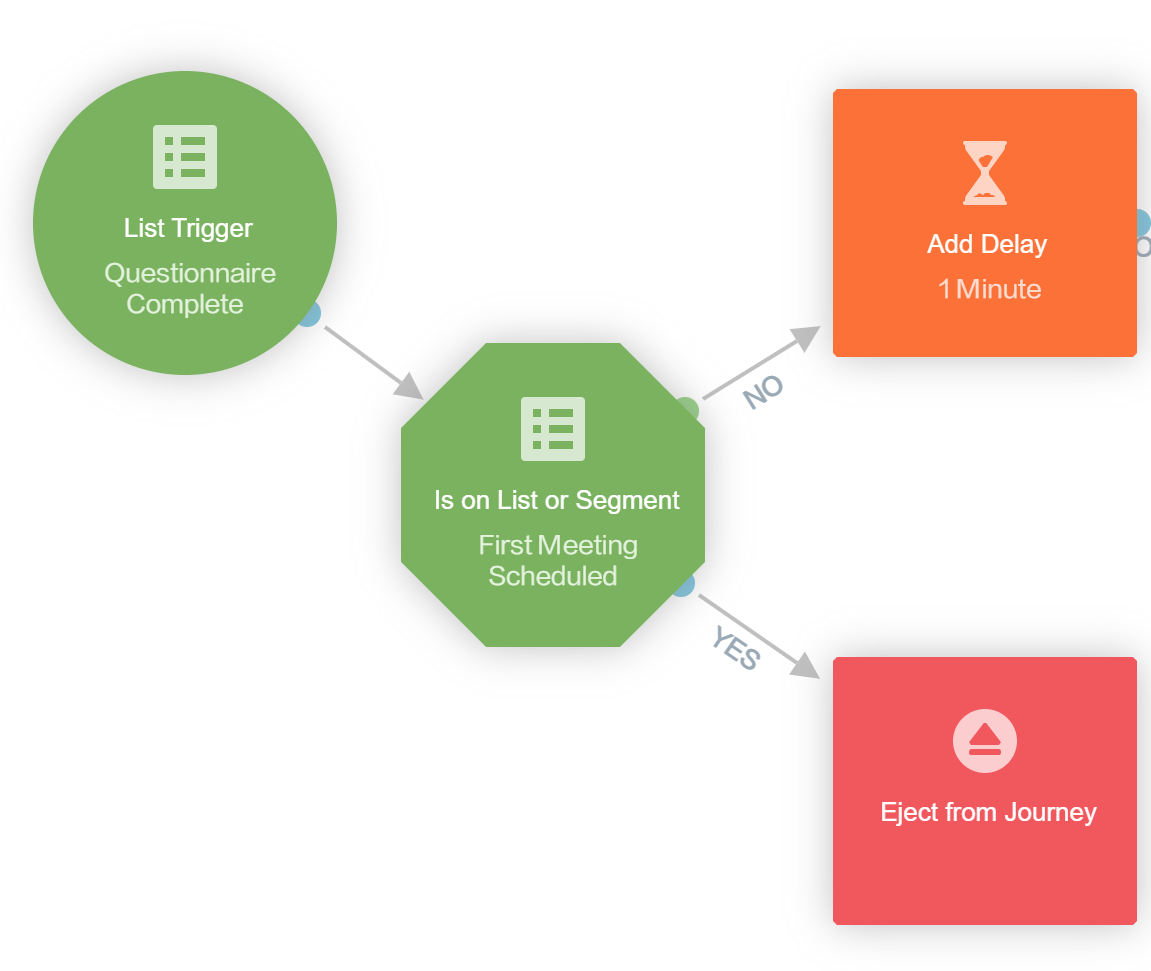 List Trigger
Questionnaire
Complete
Add Delay
1 Minute
NO
Is on List or Segment
First Meeting
Scheduled
YES
Eject from Journey